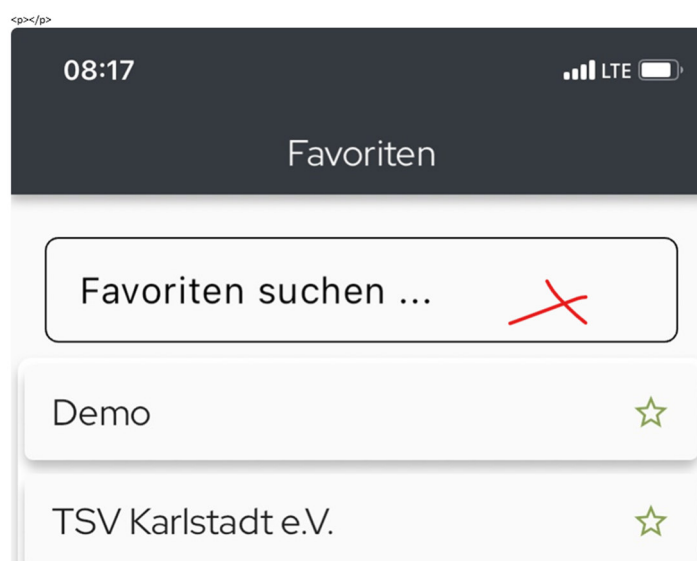 <p></p>
08:17 LTE
Favoriten
Favoriten suchen ...
Demo
TSV Karlstadt e.V.